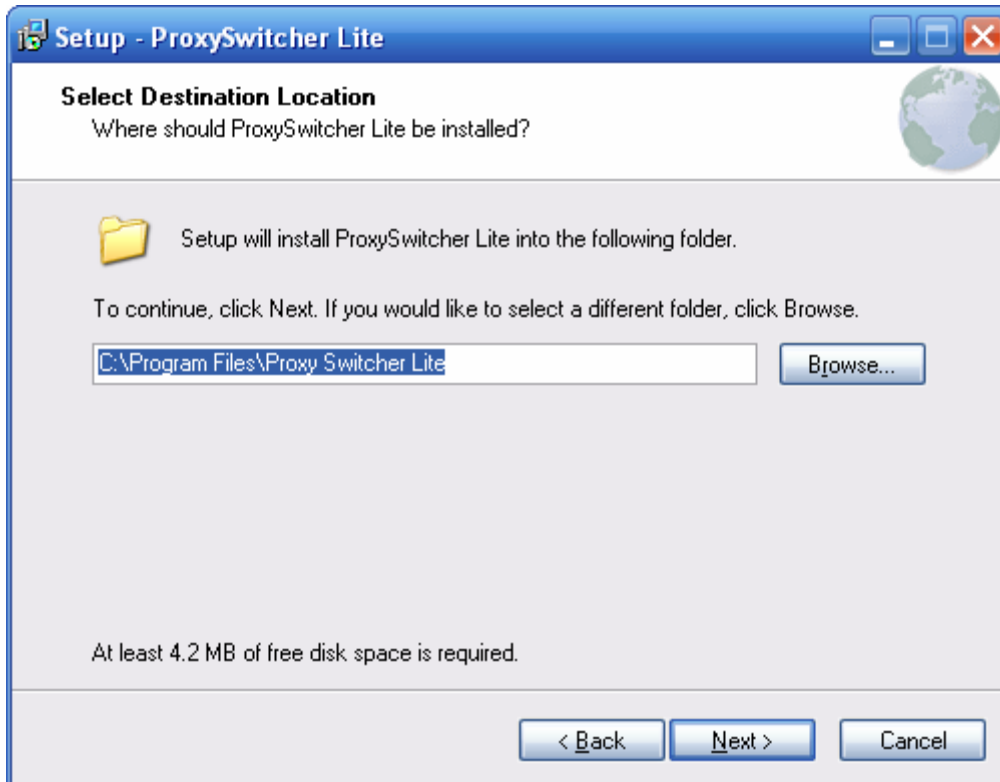 Setup - ProxySwitcher Lite
Select Destination Location
Where should ProxySwitcher Lite be installed?
Setup will install ProxySwitcher Lite into the following folder.
To continue, click Next. If you would like to select a different folder, click Browse.
C:\Program Files\Proxy Switcher Lite
Browse...
At least 4.2 MB of free disk space is required.
< Back Next > Cancel